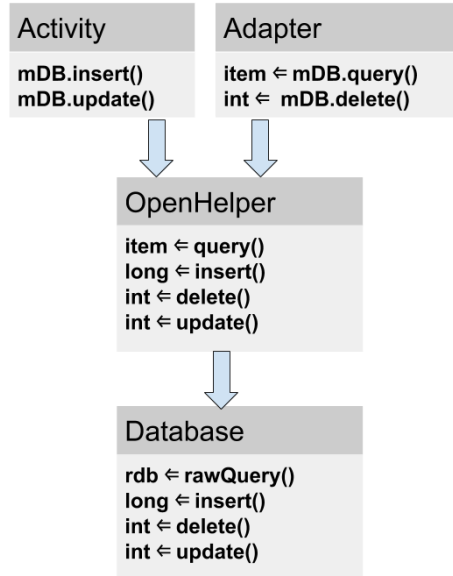 Activity
mDB.insert()
mDB.update()
Adapter
item ⇐ mDB.query()
int ⇐ mDB.delete()
OpenHelper
item ⇐ query()
long ⇐ insert()
int ⇐ delete()
int ⇐ update()
Database
rdb ⇐ rawQuery()
long ⇐ insert()
int ⇐ delete()
int ⇐ update()